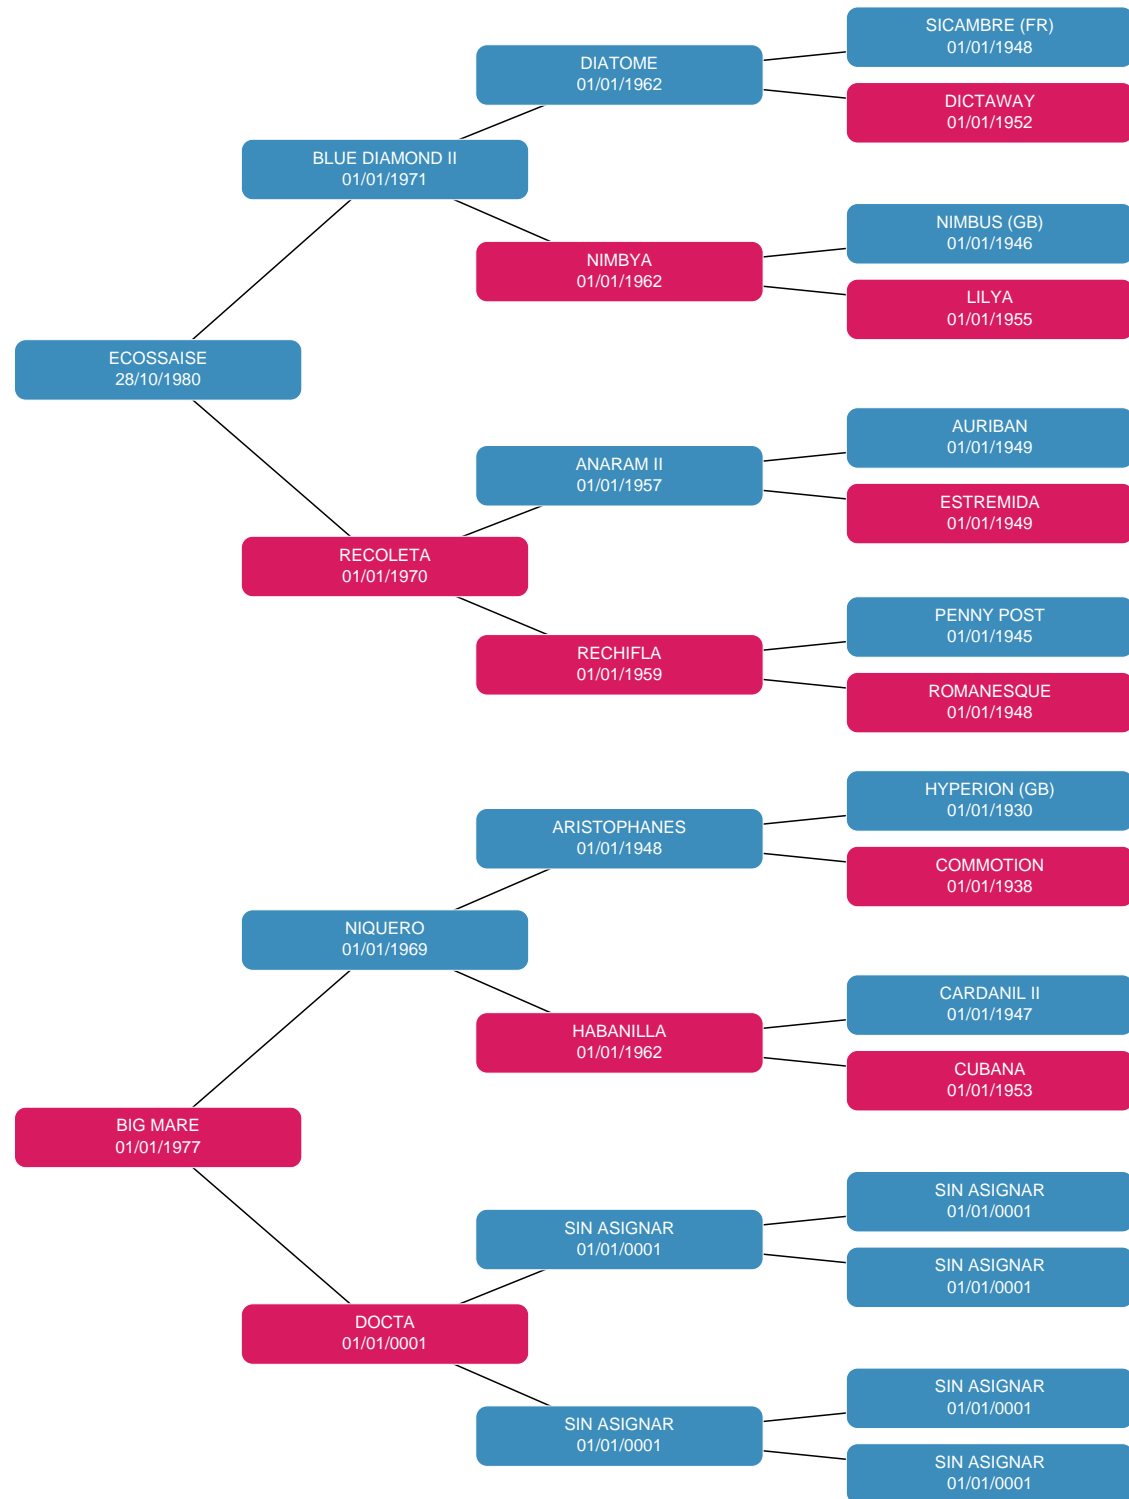 SICAMBRE (FR)
01/01/1948
DIATOME
01/01/1962
DICTAWAY
01/01/1952
BLUE DIAMOND II
01/01/1971
NIMBUS (GB)
01/01/1946
NIMBYA
01/01/1962
LILYA
01/01/1955
ECOSSAISE
28/10/1980
AURIBAN
01/01/1949
ANARAM II
01/01/1957
ESTREMIDA
01/01/1949
RECOLETA
01/01/1970
PENNY POST
01/01/1945
RECHIFLA
01/01/1959
ROMANESQUE
01/01/1948
HYPERION (GB)
01/01/1930
ARISTOPHANES
01/01/1948
COMMOTION
01/01/1938
NIQUERO
01/01/1969
CARDANIL II
01/01/1947
HABANILLA
01/01/1962
CUBANA
01/01/1953
BIG MARE
01/01/1977
SIN ASIGNAR
01/01/0001
SIN ASIGNAR
01/01/0001
SIN ASIGNAR
01/01/0001
DOCTA
01/01/0001
SIN ASIGNAR
01/01/0001
SIN ASIGNAR
01/01/0001
SIN ASIGNAR
01/01/0001